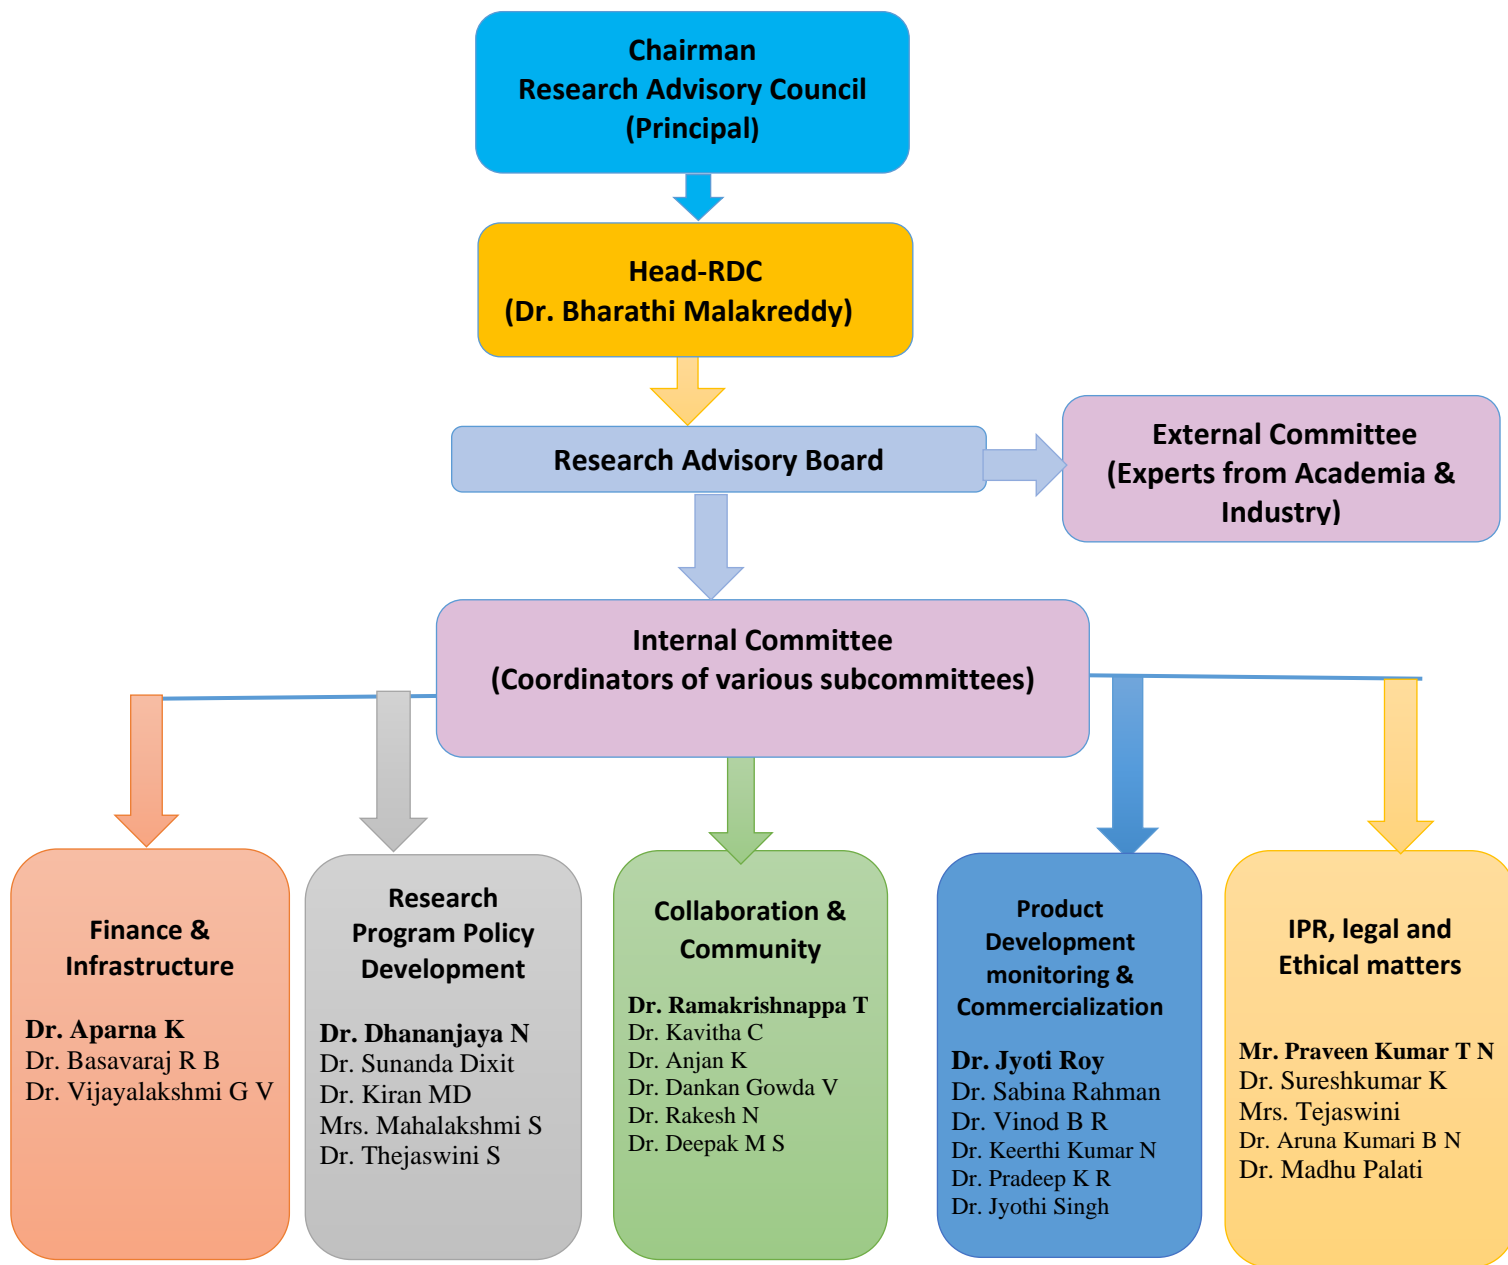 Chairman
Research Advisory Council
(Principal)
Head-RDC
(Dr. Bharathi Malakreddy)
Research Advisory Board
External Committee
(Experts from Academia &
Industry)
Internal Committee
(Coordinators of various subcommittees)
Finance &
Infrastructure
Dr. Aparna K
Dr. Basavaraj R B
Dr. Vijayalakshmi G V
Research
Program Policy
Development
Dr. Dhananjaya N
Dr. Sunanda Dixit
Dr. Kiran MD
Mrs. Mahalakshmi S
Dr. Thejaswini S
Collaboration &
Community
Dr. Ramakrishnappa T
Dr. Kavitha C
Dr. Anjan K
Dr. Dankan Gowda V
Dr. Rakesh N
Dr. Deepak M S
Product
Development
monitoring &
Commercialization
Dr. Jyoti Roy
Dr. Sabina Rahman
Dr. Vinod B R
Dr. Keerthi Kumar N
Dr. Pradeep K R
Dr. Jyothi Singh
IPR, legal and
Ethical matters
Mr. Praveen Kumar T N
Dr. Sureshkumar K
Mrs. Tejaswini
Dr. Aruna Kumari B N
Dr. Madhu Palati